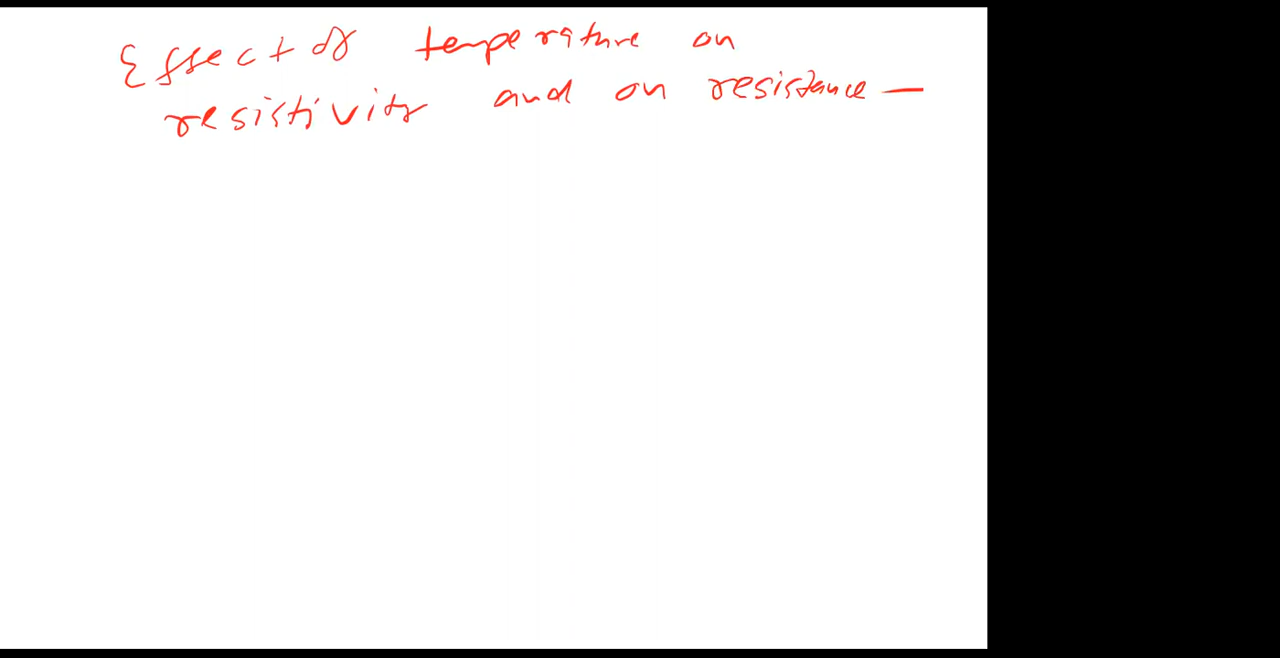 Effect of temperature on
resistivity and on resistance —